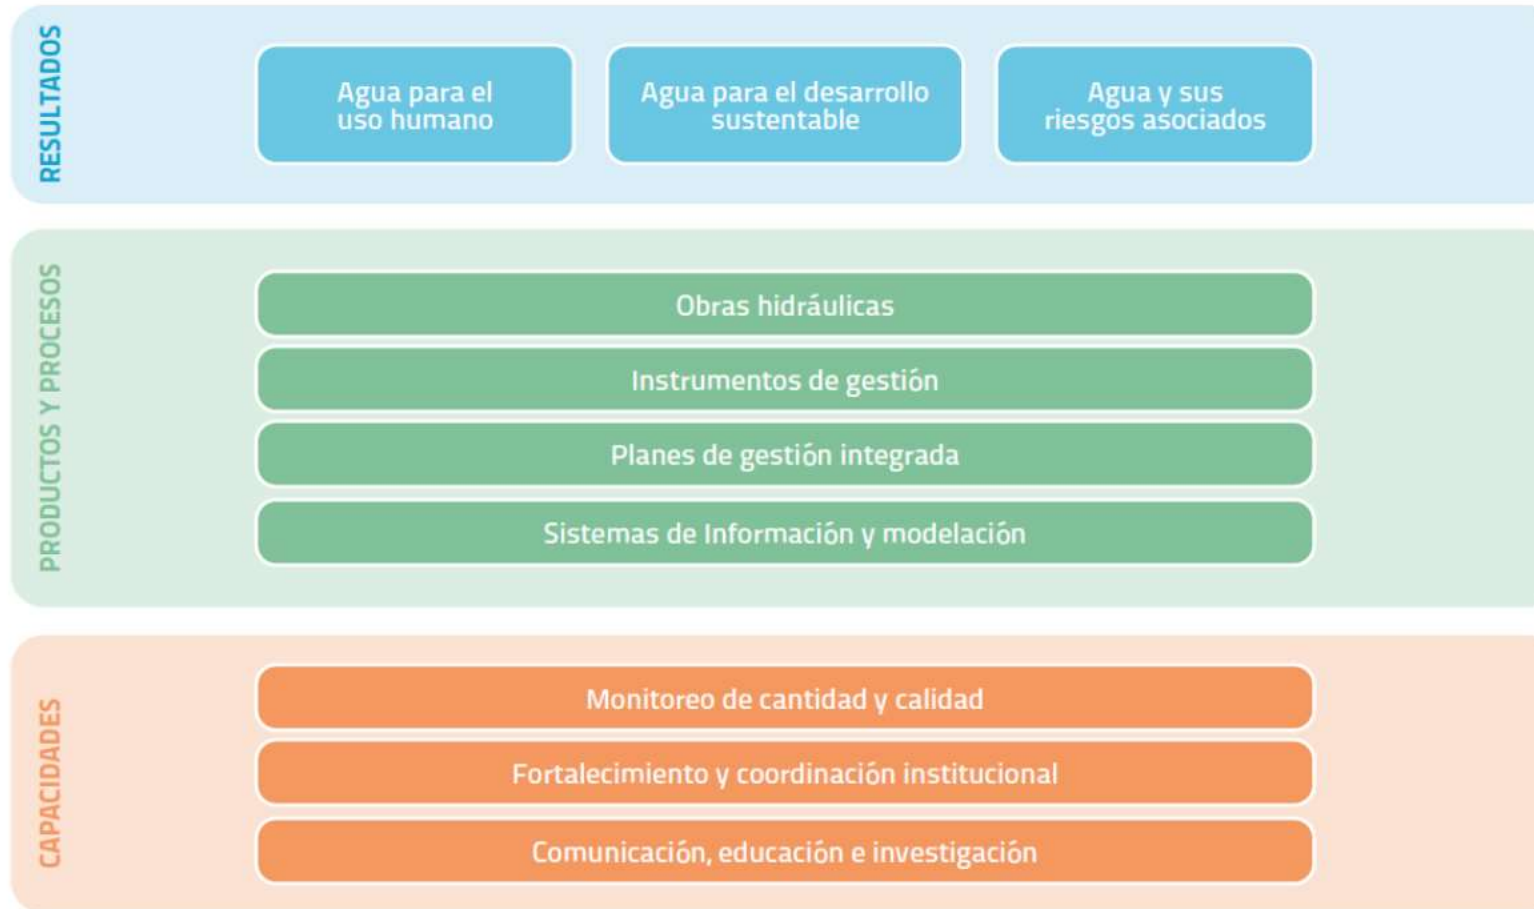 RESULTADOS
Agua para el
uso humano
Agua para el desarrollo
sustentable
Agua y sus
riesgos asociados
PRODUCTOS Y PROCESOS
Obras hidráulicas
Instrumentos de gestión
Planes de gestión integrada
Sistemas de Información y modelación
CAPACIDADES
Monitoreo de cantidad y calidad
Fortalecimiento y coordinación institucional
Comunicación, educación e investigación